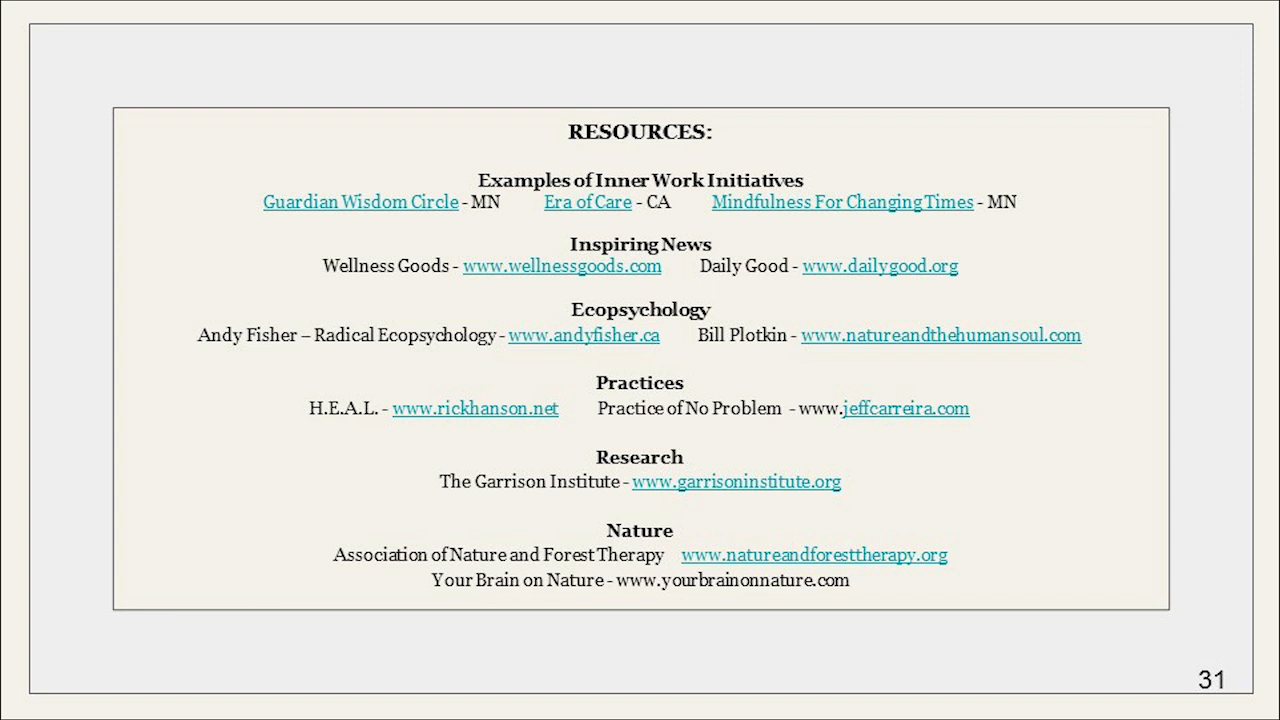 RESOURCES:
Examples of Inner Work Initiatives
Guardian Wisdom Circle - MN Era of Care - CA Mindfulness For Changing Times - MN
Inspiring News
Wellness Goods - www.wellnessgoods.com Daily Good - www.dailygood.org
Ecopsychology
Andy Fisher – Radical Ecopsychology - www.andyfisher.ca Bill Plotkin - www.natureandthehumansoul.com
Practices
H.E.A.L. - www.rickhanson.net Practice of No Problem - www.jeffcarreira.com
Research
The Garrison Institute - www.garrisoninstitute.org
Nature
Association of Nature and Forest Therapy www.natureandforesttherapy.org
Your Brain on Nature - www.yourbrainonnature.com
31